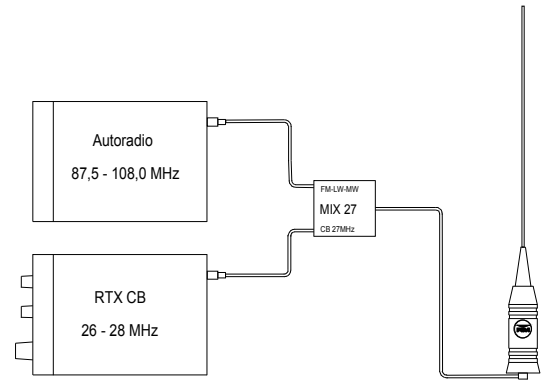 Autoradio
87,5 - 108,0 MHz
FM-LW-MW
MIX 27
CB 27MHz
RTX CB
26 - 28 MHz